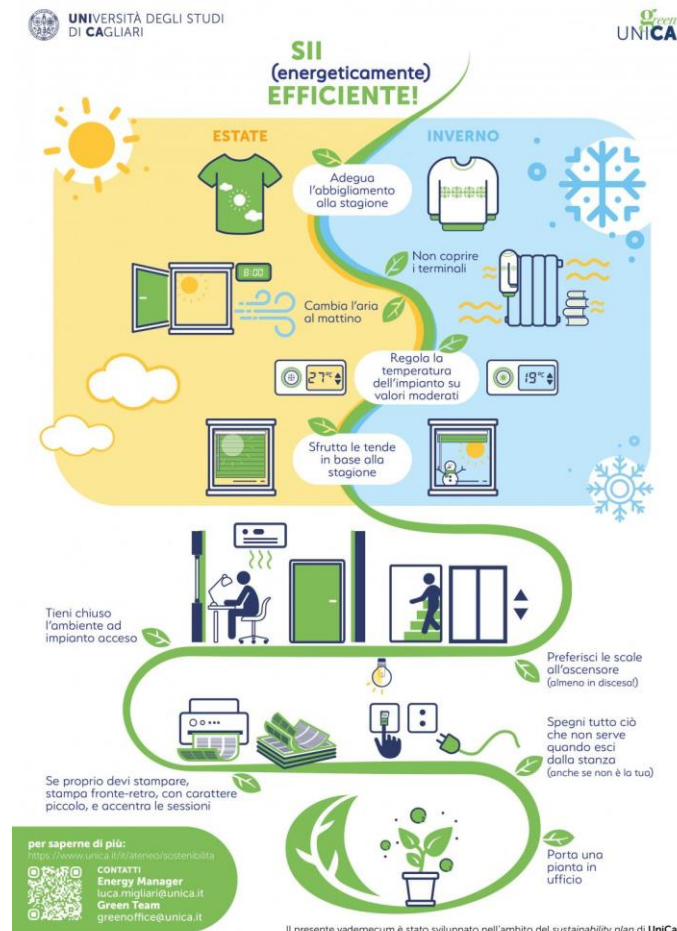 UNIVERSITÀ DEGLI STUDI
DI CAGLIARI
green
UNICA
SII
(energeticamente)
EFFICIENTE!
ESTATE
INVERNO
Adegua
l'abbigliamento
alla stagione
Non coprire
i terminali
8:00
Cambia l'aria
al mattino
Regola la
temperatura
dell'impianto su
valori moderati
27°C
19°C
Sfrutta le tende
in base alla
stagione
Tieni chiuso
l'ambiente ad
impianto acceso
Preferisci le scale
all'ascensore
(almeno in discesa!)
Spegni tutto ciò
che non serve
quando esci
dalla stanza
(anche se non è la tua)
Se proprio devi stampare,
stampa fronte-retro, con carattere
piccolo, e accentra le sessioni
Porta una
pianta in
ufficio
per saperne di più:
https://www.unica.it/it/ateneo/sostenibilita
CONTATTI
Energy Manager
luca.migliari@unica.it
Green Team
greenoffice@unica.it
Il presente vademecum è stato sviluppato nell'ambito del sustainability plan di UniCa